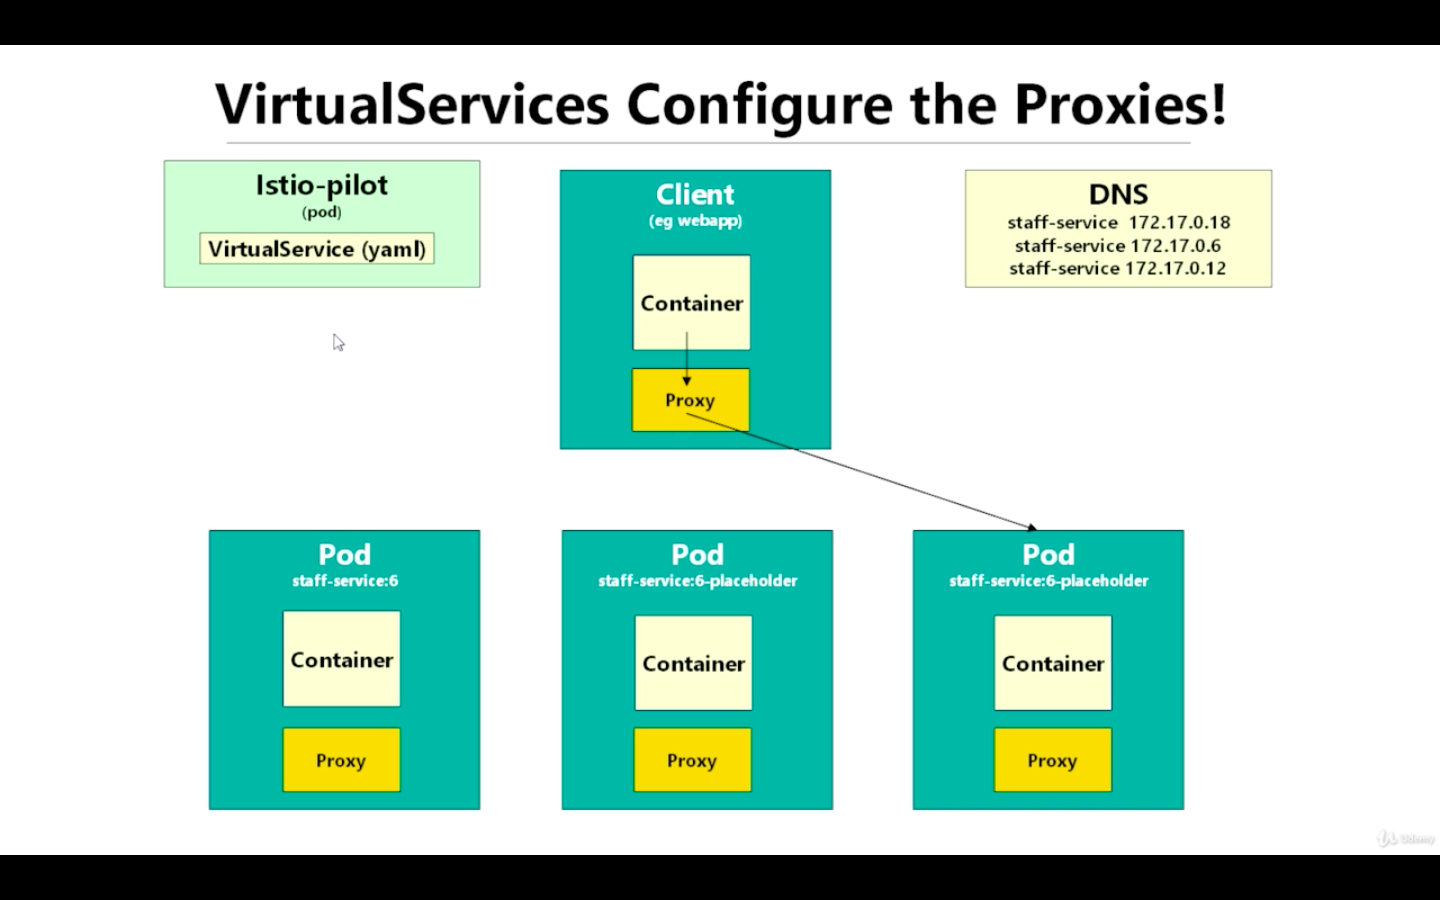 VirtualServices Configure the Proxies!
Istio-pilot
(pod)
VirtualService (yaml)
Client
(eg webapp)
Container
Proxy
DNS
staff-service 172.17.0.18
staff-service 172.17.0.6
staff-service 172.17.0.12
Pod
staff-service:6
Container
Proxy
Pod
staff-service:6-placeholder
Container
Proxy
Pod
staff-service:6-placeholder
Container
Proxy
Udemy